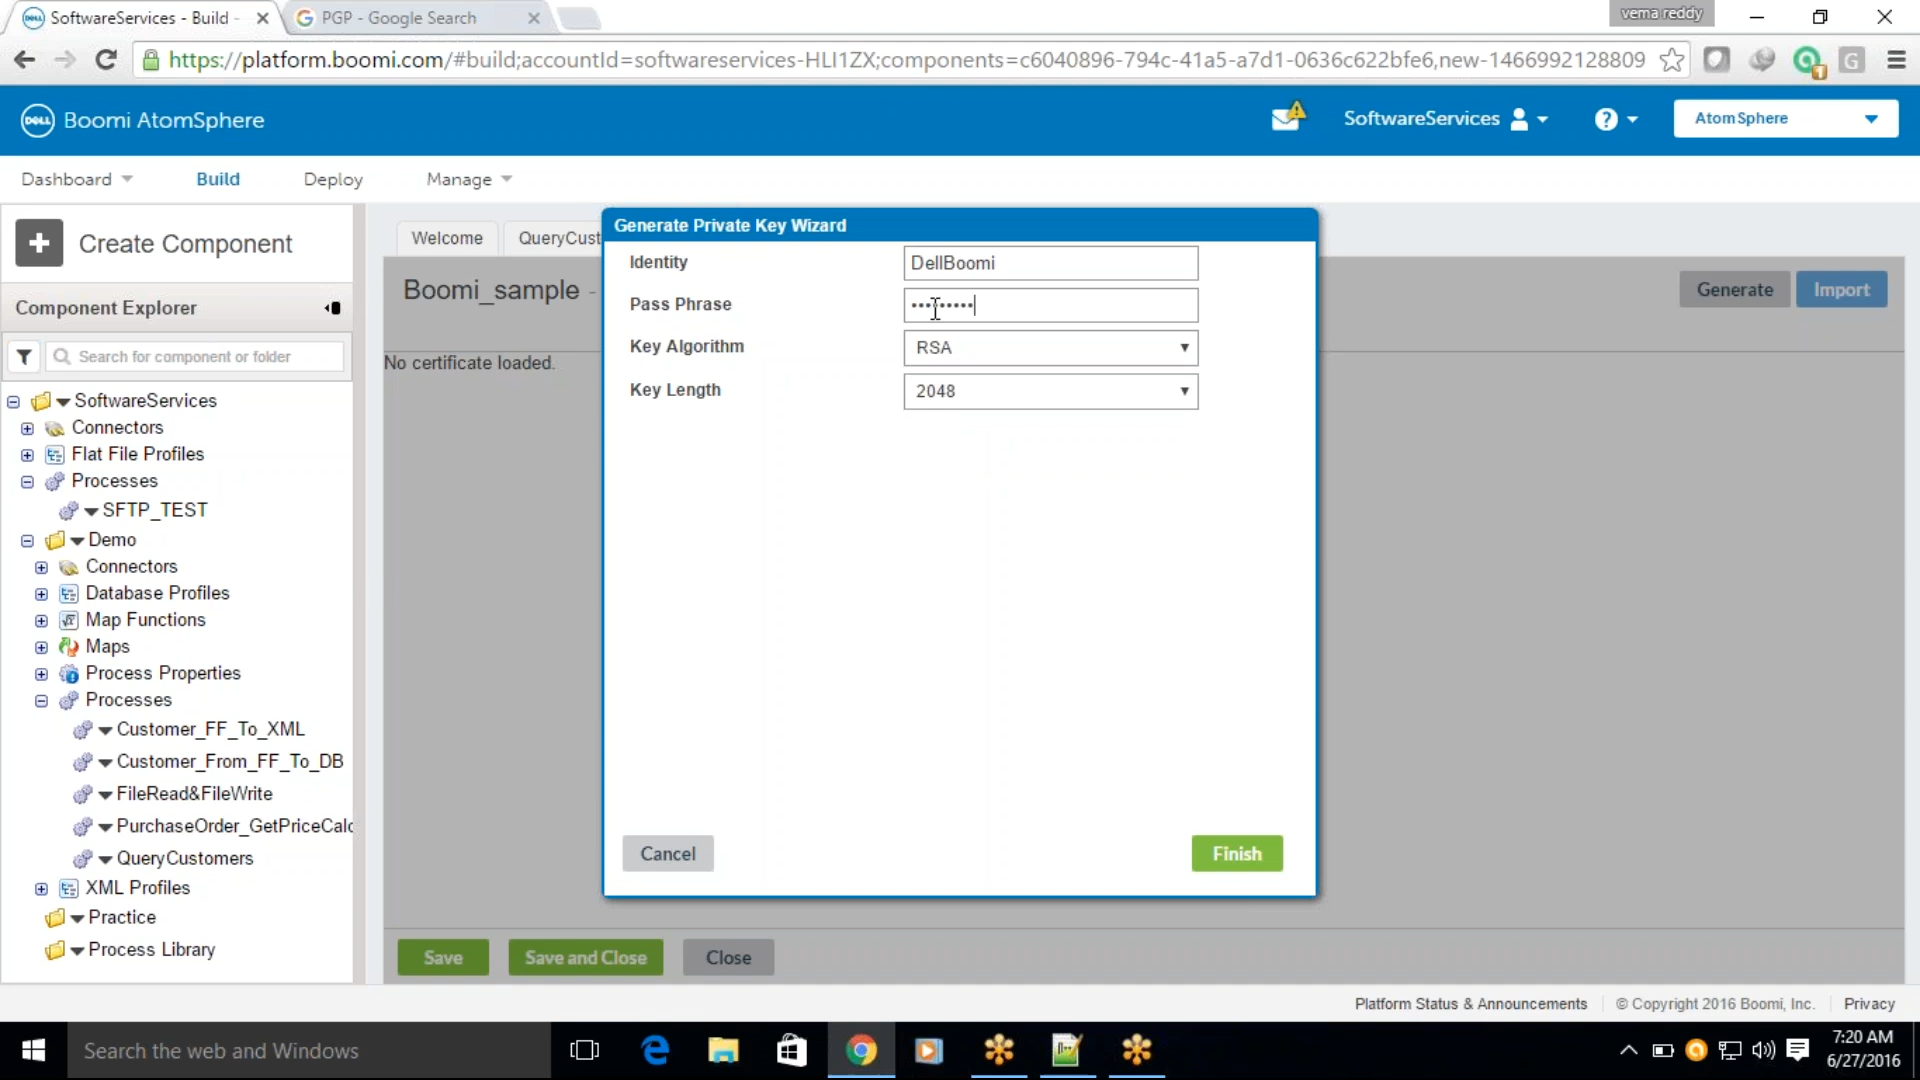 SoftwareServices - Build -
PGP - Google Search
vema reddy
https://platform.boomi.com/#build;accountId=softwareservices-HLI1ZX;components=c6040896-794c-41a5-a7d1-0636c622bfe6,new-1466992128809
DELL
Boomi AtomSphere
SoftwareServices
?
AtomSphere
Dashboard
Build
Deploy
Manage
Create Component
Welcome
QueryCust
Generate Private Key Wizard
Identity
DellBoomi
Boomi_sample -
Generate
Import
Component Explorer
Pass Phrase
•••••••••
Key Algorithm
RSA
Search for component or folder
No certificate loaded.
Key Length
2048
SoftwareServices
Connectors
Flat File Profiles
Processes
SFTP_TEST
Demo
Connectors
Database Profiles
Map Functions
Maps
Process Properties
Processes
Customer_FF_To_XML
Customer_From_FF_To_DB
FileRead&FileWrite
PurchaseOrder_GetPriceCalc
QueryCustomers
XML Profiles
Practice
Process Library
Cancel
Finish
Save
Save and Close
Close
Platform Status & Announcements
© Copyright 2016 Boomi, Inc.
Privacy
Search the web and Windows
7:20 AM
6/27/2016